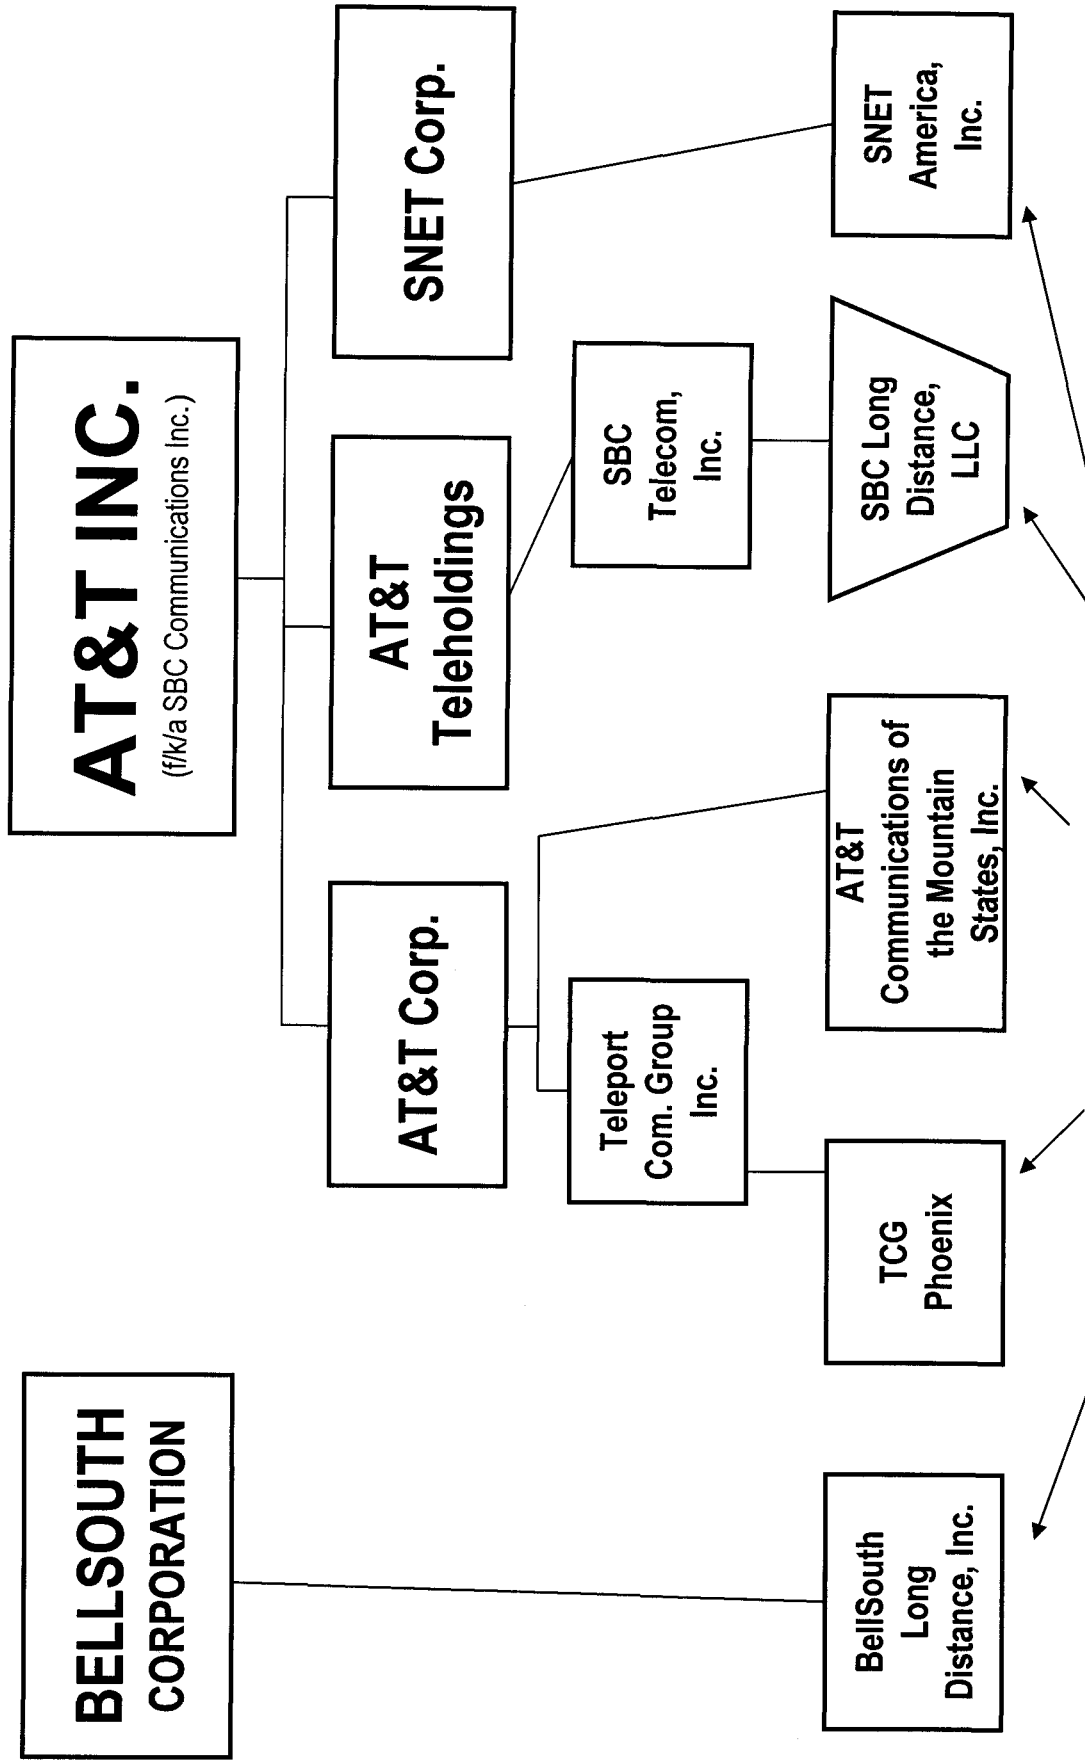 BELLSOUTH
CORPORATION
AT&T INC.
(f/k/a SBC Communications Inc.)
AT&T Corp.
AT&T
Teleholdings
SNET Corp.
Teleport
Com. Group
Inc.
SBC
Telecom,
Inc.
BellSouth
Long
Distance, Inc.
TCG
Phoenix
AT&T
Communications of
the Mountain
States, Inc.
SBC Long
Distance,
LLC
SNET
America,
Inc.